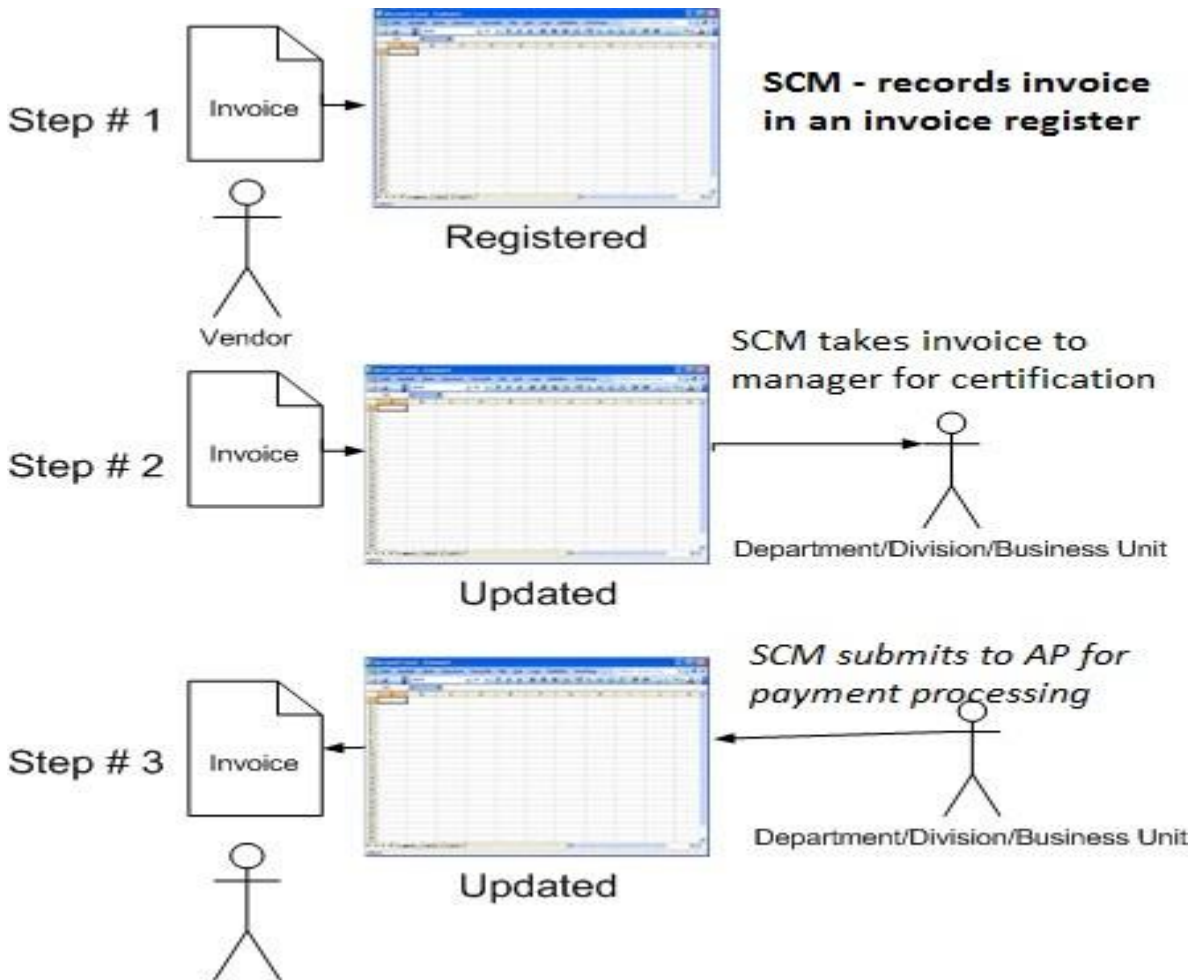 Step # 1
Invoice
SCM - records invoice
in an invoice register
Registered
Vendor
SCM takes invoice to
manager for certification
Step # 2
Invoice
Department/Division/Business Unit
Updated
SCM submits to AP for
payment processing
Step # 3
Invoice
Department/Division/Business Unit
Updated